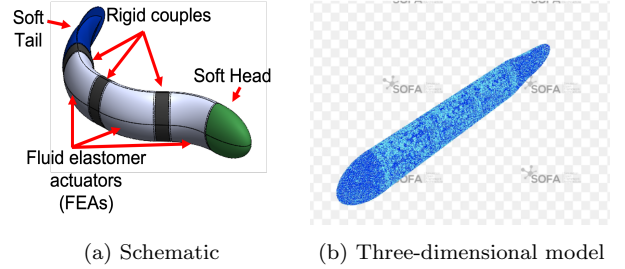 Soft
Tail
Rigid couples
Soft Head
Fluid elastomer
actuators
(FEAs)
SOFA
SOFA
SOFA
SOFA
(a) Schematic
(b) Three-dimensional model